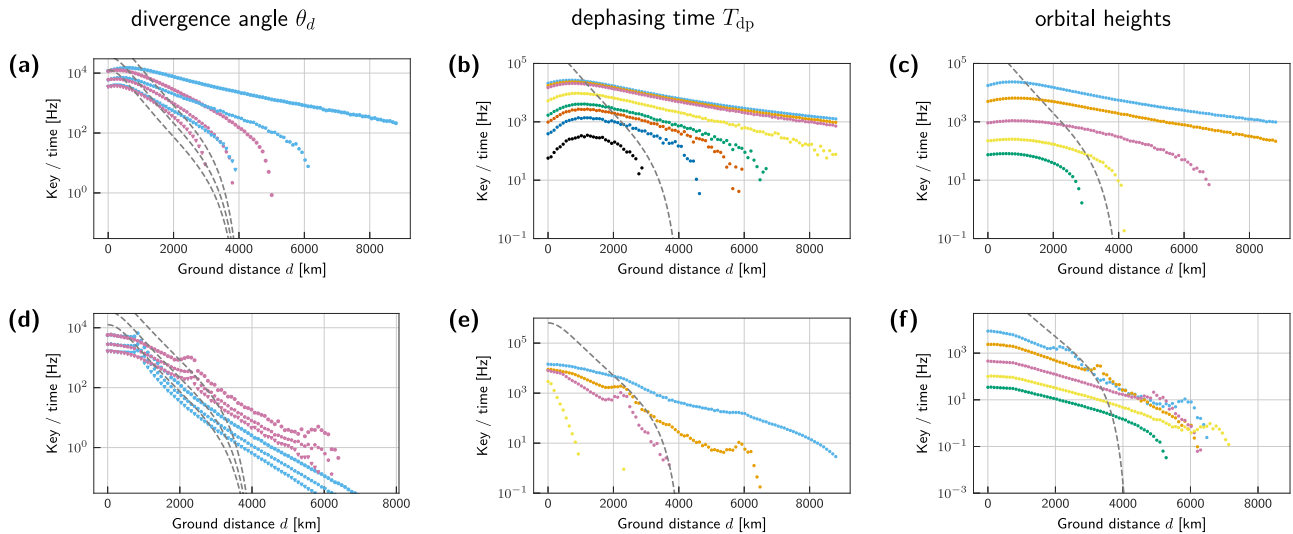 divergence angle θ_d
dephasing time T_dp
orbital heights
(a)
Key / time [Hz]
10^4
10^2
10^0
0 2000 4000 6000 8000
Ground distance d [km]
(b)
Key / time [Hz]
10^5
10^3
10^1
10^−1
0 2000 4000 6000 8000
Ground distance d [km]
(c)
Key / time [Hz]
10^5
10^3
10^1
10^−1
0 2000 4000 6000 8000
Ground distance d [km]
(d)
Key / time [Hz]
10^4
10^2
10^0
0 2000 4000 6000 8000
Ground distance d [km]
(e)
Key / time [Hz]
10^5
10^3
10^1
10^−1
0 2000 4000 6000 8000
Ground distance d [km]
(f)
Key / time [Hz]
10^3
10^1
10^−1
10^−3
0 2000 4000 6000 8000
Ground distance d [km]